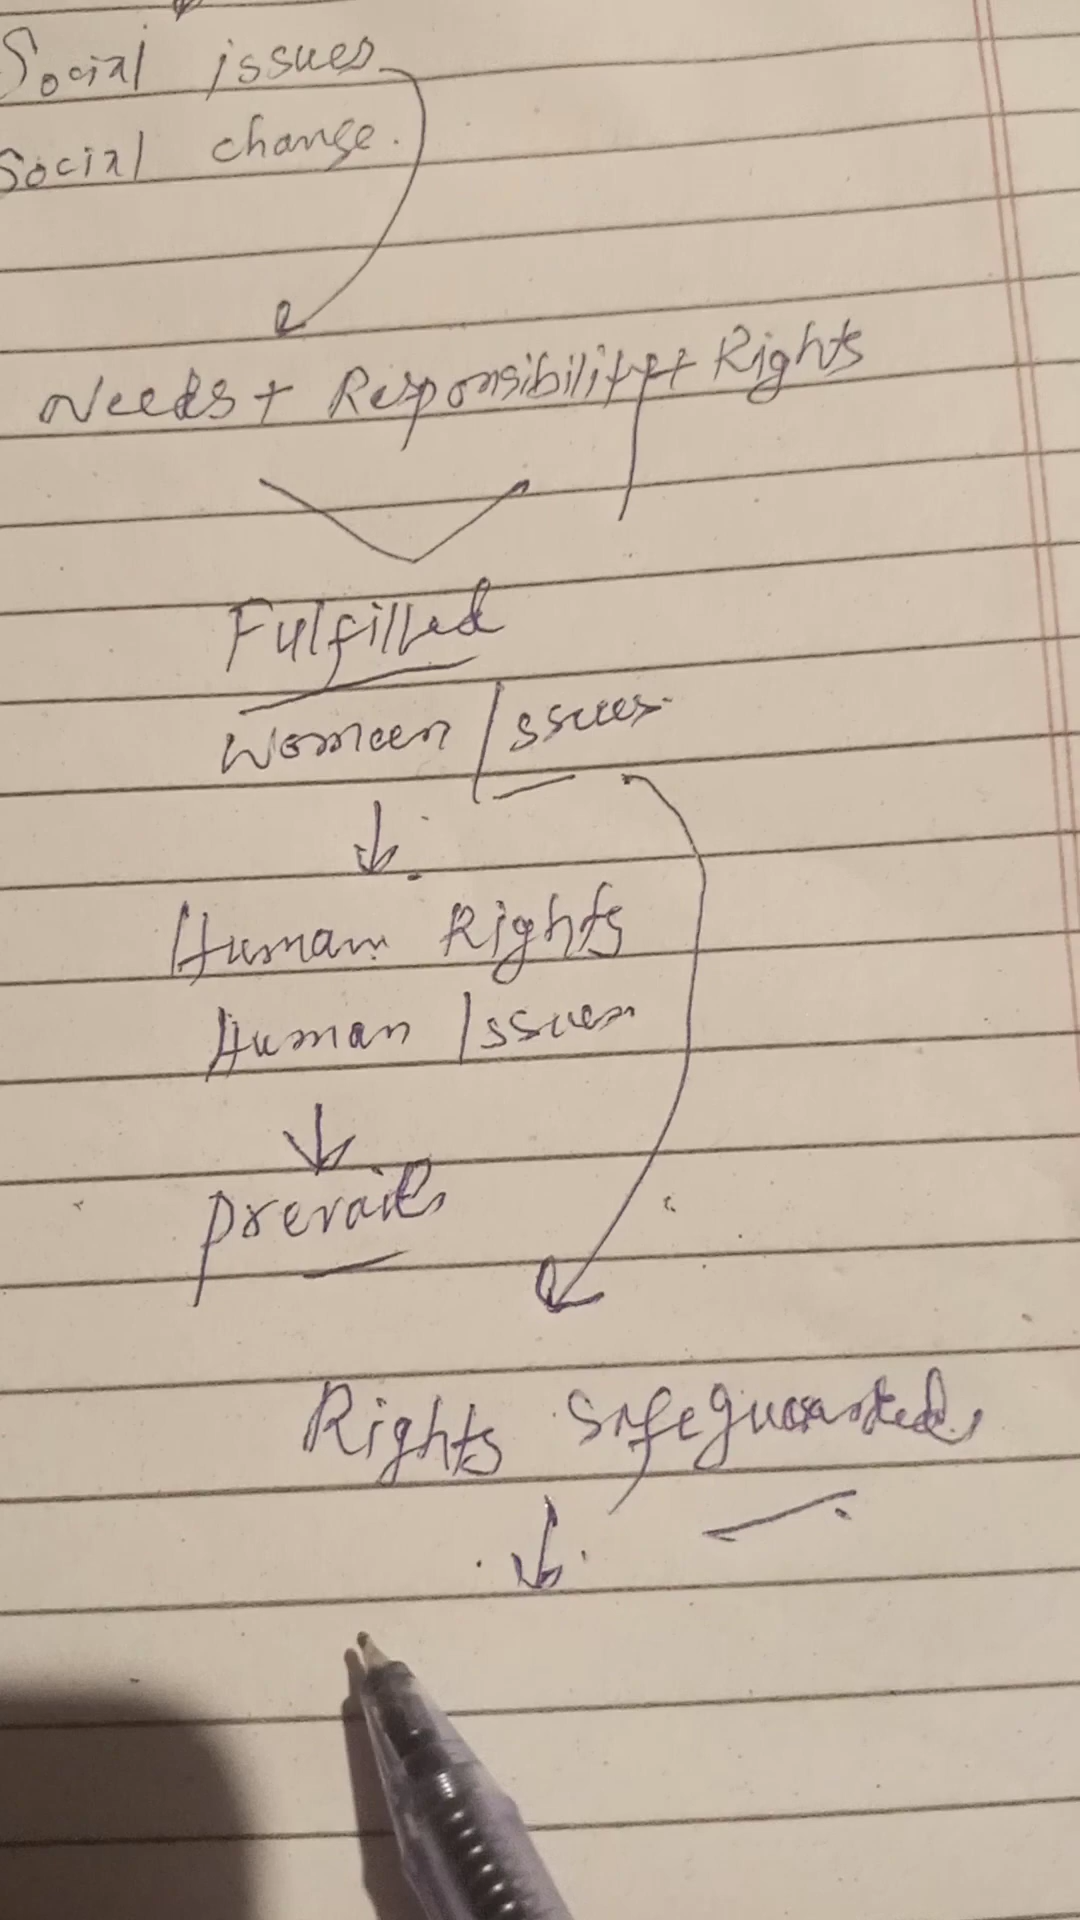 Social issues
Social change.
Needs + Responsibility + Rights
Fulfilled
Women Issues
Human Rights
Human Issues
Prevails
Rights Safeguarded